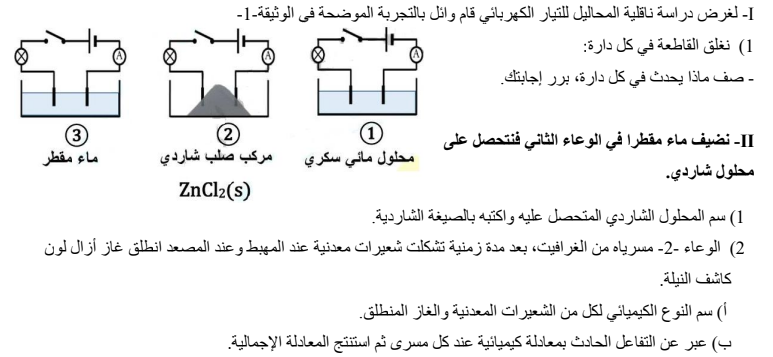 I- لغرض دراسة ناقلية المحاليل للتيار الكهربائي قام وائل بالتجربة الموضحة في الوثيقة-1-
1) نغلق القاطعة في كل دارة:
- صف ماذا يحدث في كل دارة، برر إجابتك.
A
A
A
1
محلول مائي سكري
2
مركب صلب شاردي
ZnCl₂(s)
3
ماء مقطر
II- نضيف ماء مقطرا في الوعاء الثاني فنتحصل على
محلول شاردي.
1) سم المحلول الشاردي المتحصل عليه واكتبه بالصيغة الشاردية.
2) الوعاء -2- مسرياه من الغرافيت، بعد مدة زمنية تشكلت شعيرات معدنية عند المهبط وعند المصعد انطلق غاز أزال لون
كاشف النيلة.
أ) سم النوع الكيميائي لكل من الشعيرات المعدنية والغاز المنطلق.
ب) عبر عن التفاعل الحادث بمعادلة كيميائية عند كل مسرى ثم استنتج المعادلة الإجمالية.